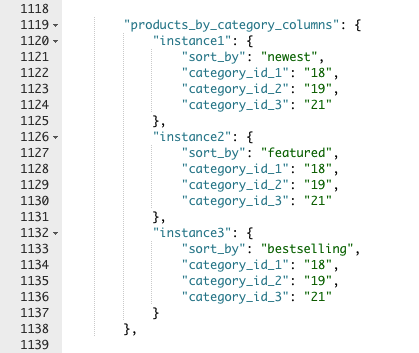 1118
1119 "products_by_category_columns": {
1120 "instance1": {
1121 "sort_by": "newest",
1122 "category_id_1": "18",
1123 "category_id_2": "19",
1124 "category_id_3": "21"
1125 },
1126 "instance2": {
1127 "sort_by": "featured",
1128 "category_id_1": "18",
1129 "category_id_2": "19",
1130 "category_id_3": "21"
1131 },
1132 "instance3": {
1133 "sort_by": "bestselling",
1134 "category_id_1": "18",
1135 "category_id_2": "19",
1136 "category_id_3": "21"
1137 }
1138 },
1139